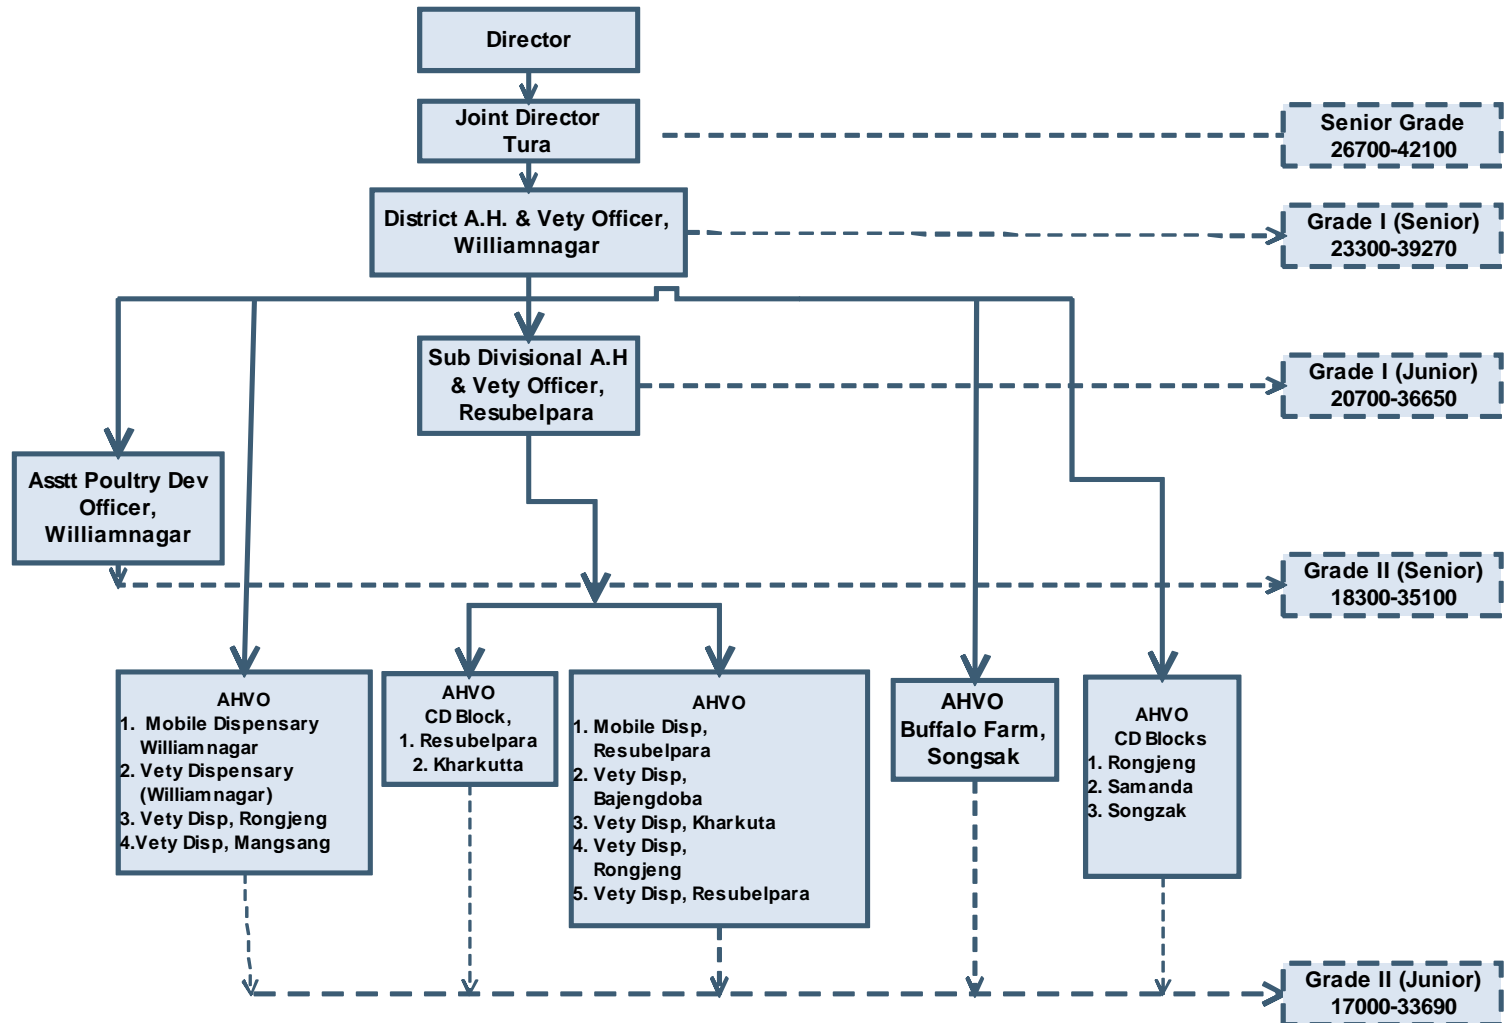 Director
Joint Director
Tura
Senior Grade
26700-42100
District A.H. & Vety Officer,
Williamnagar
Grade I (Senior)
23300-39270
Sub Divisional A.H
& Vety Officer,
Resubelpara
Grade I (Junior)
20700-36650
Asstt Poultry Dev
Officer,
Williamnagar
Grade II (Senior)
18300-35100
AHVO
1. Mobile Dispensary
Williamnagar
2. Vety Dispensary
(Williamnagar)
3. Vety Disp, Rongjeng
4.Vety Disp, Mangsang
AHVO
CD Block,
1. Resubelpara
2. Kharkutta
AHVO
1. Mobile Disp,
Resubelpara
2. Vety Disp,
Bajengdoba
3. Vety Disp, Kharkuta
4. Vety Disp,
Rongjeng
5. Vety Disp, Resubelpara
AHVO
Buffalo Farm,
Songsak
AHVO
CD Blocks
1. Rongjeng
2. Samanda
3. Songzak
Grade II (Junior)
17000-33690